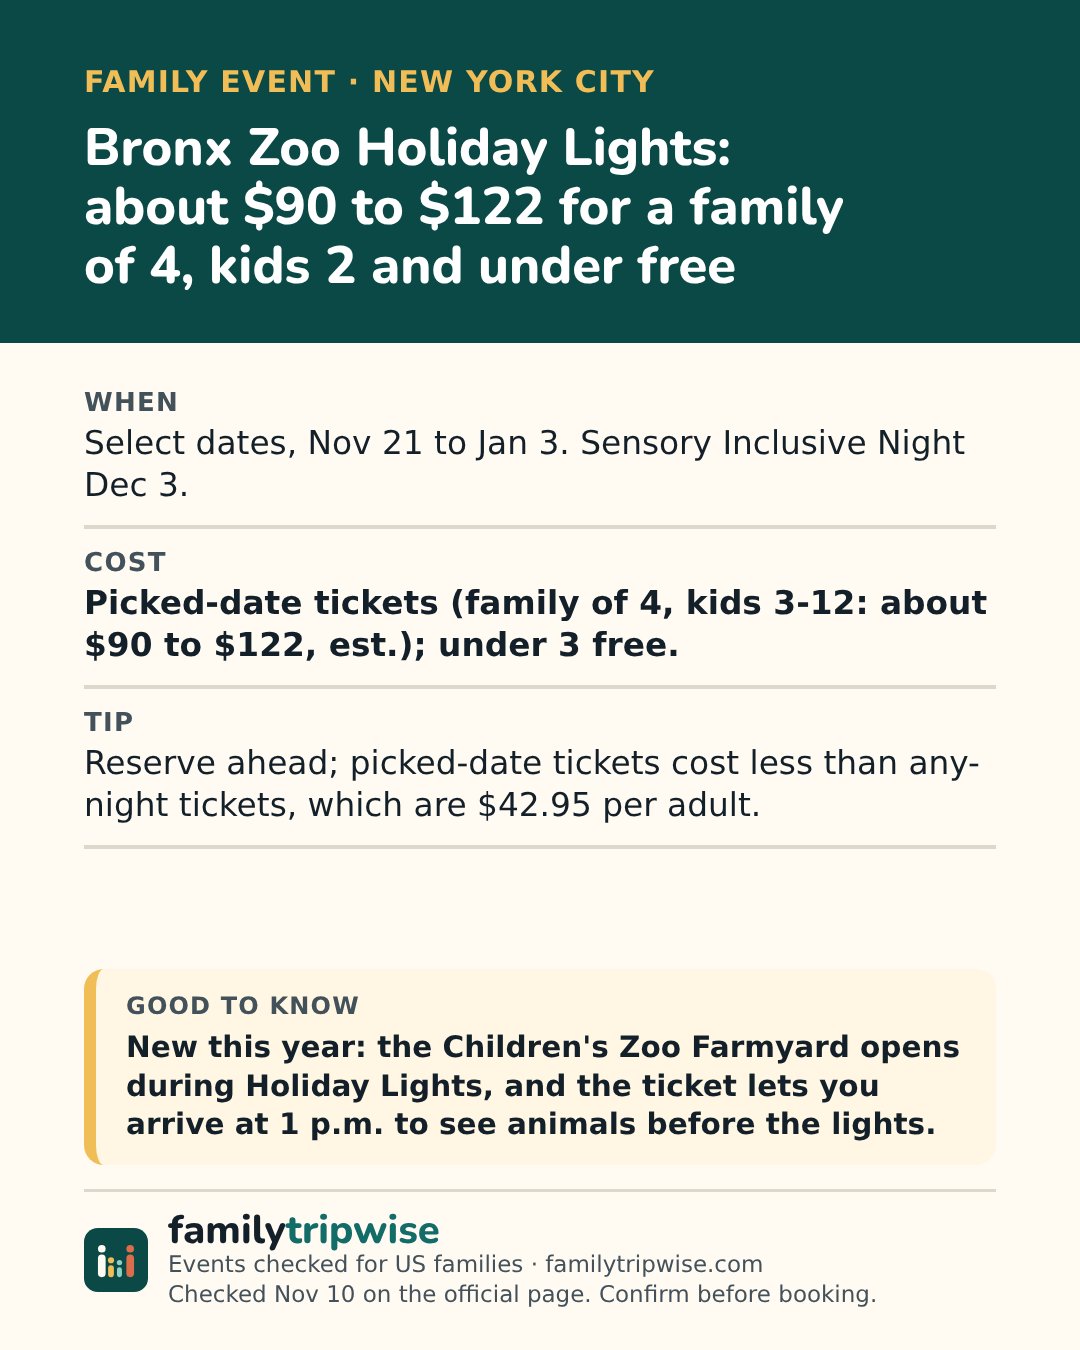 FAMILY EVENT · NEW YORK CITY
Bronx Zoo Holiday Lights:
about $90 to $122 for a family
of 4, kids 2 and under free
WHEN
Select dates, Nov 21 to Jan 3. Sensory Inclusive Night
Dec 3.
COST
Picked-date tickets (family of 4, kids 3-12: about
$90 to $122, est.); under 3 free.
TIP
Reserve ahead; picked-date tickets cost less than any-
night tickets, which are $42.95 per adult.
GOOD TO KNOW
New this year: the Children's Zoo Farmyard opens
during Holiday Lights, and the ticket lets you
arrive at 1 p.m. to see animals before the lights.
familytripwise
Events checked for US families · familytripwise.com
Checked Nov 10 on the official page. Confirm before booking.